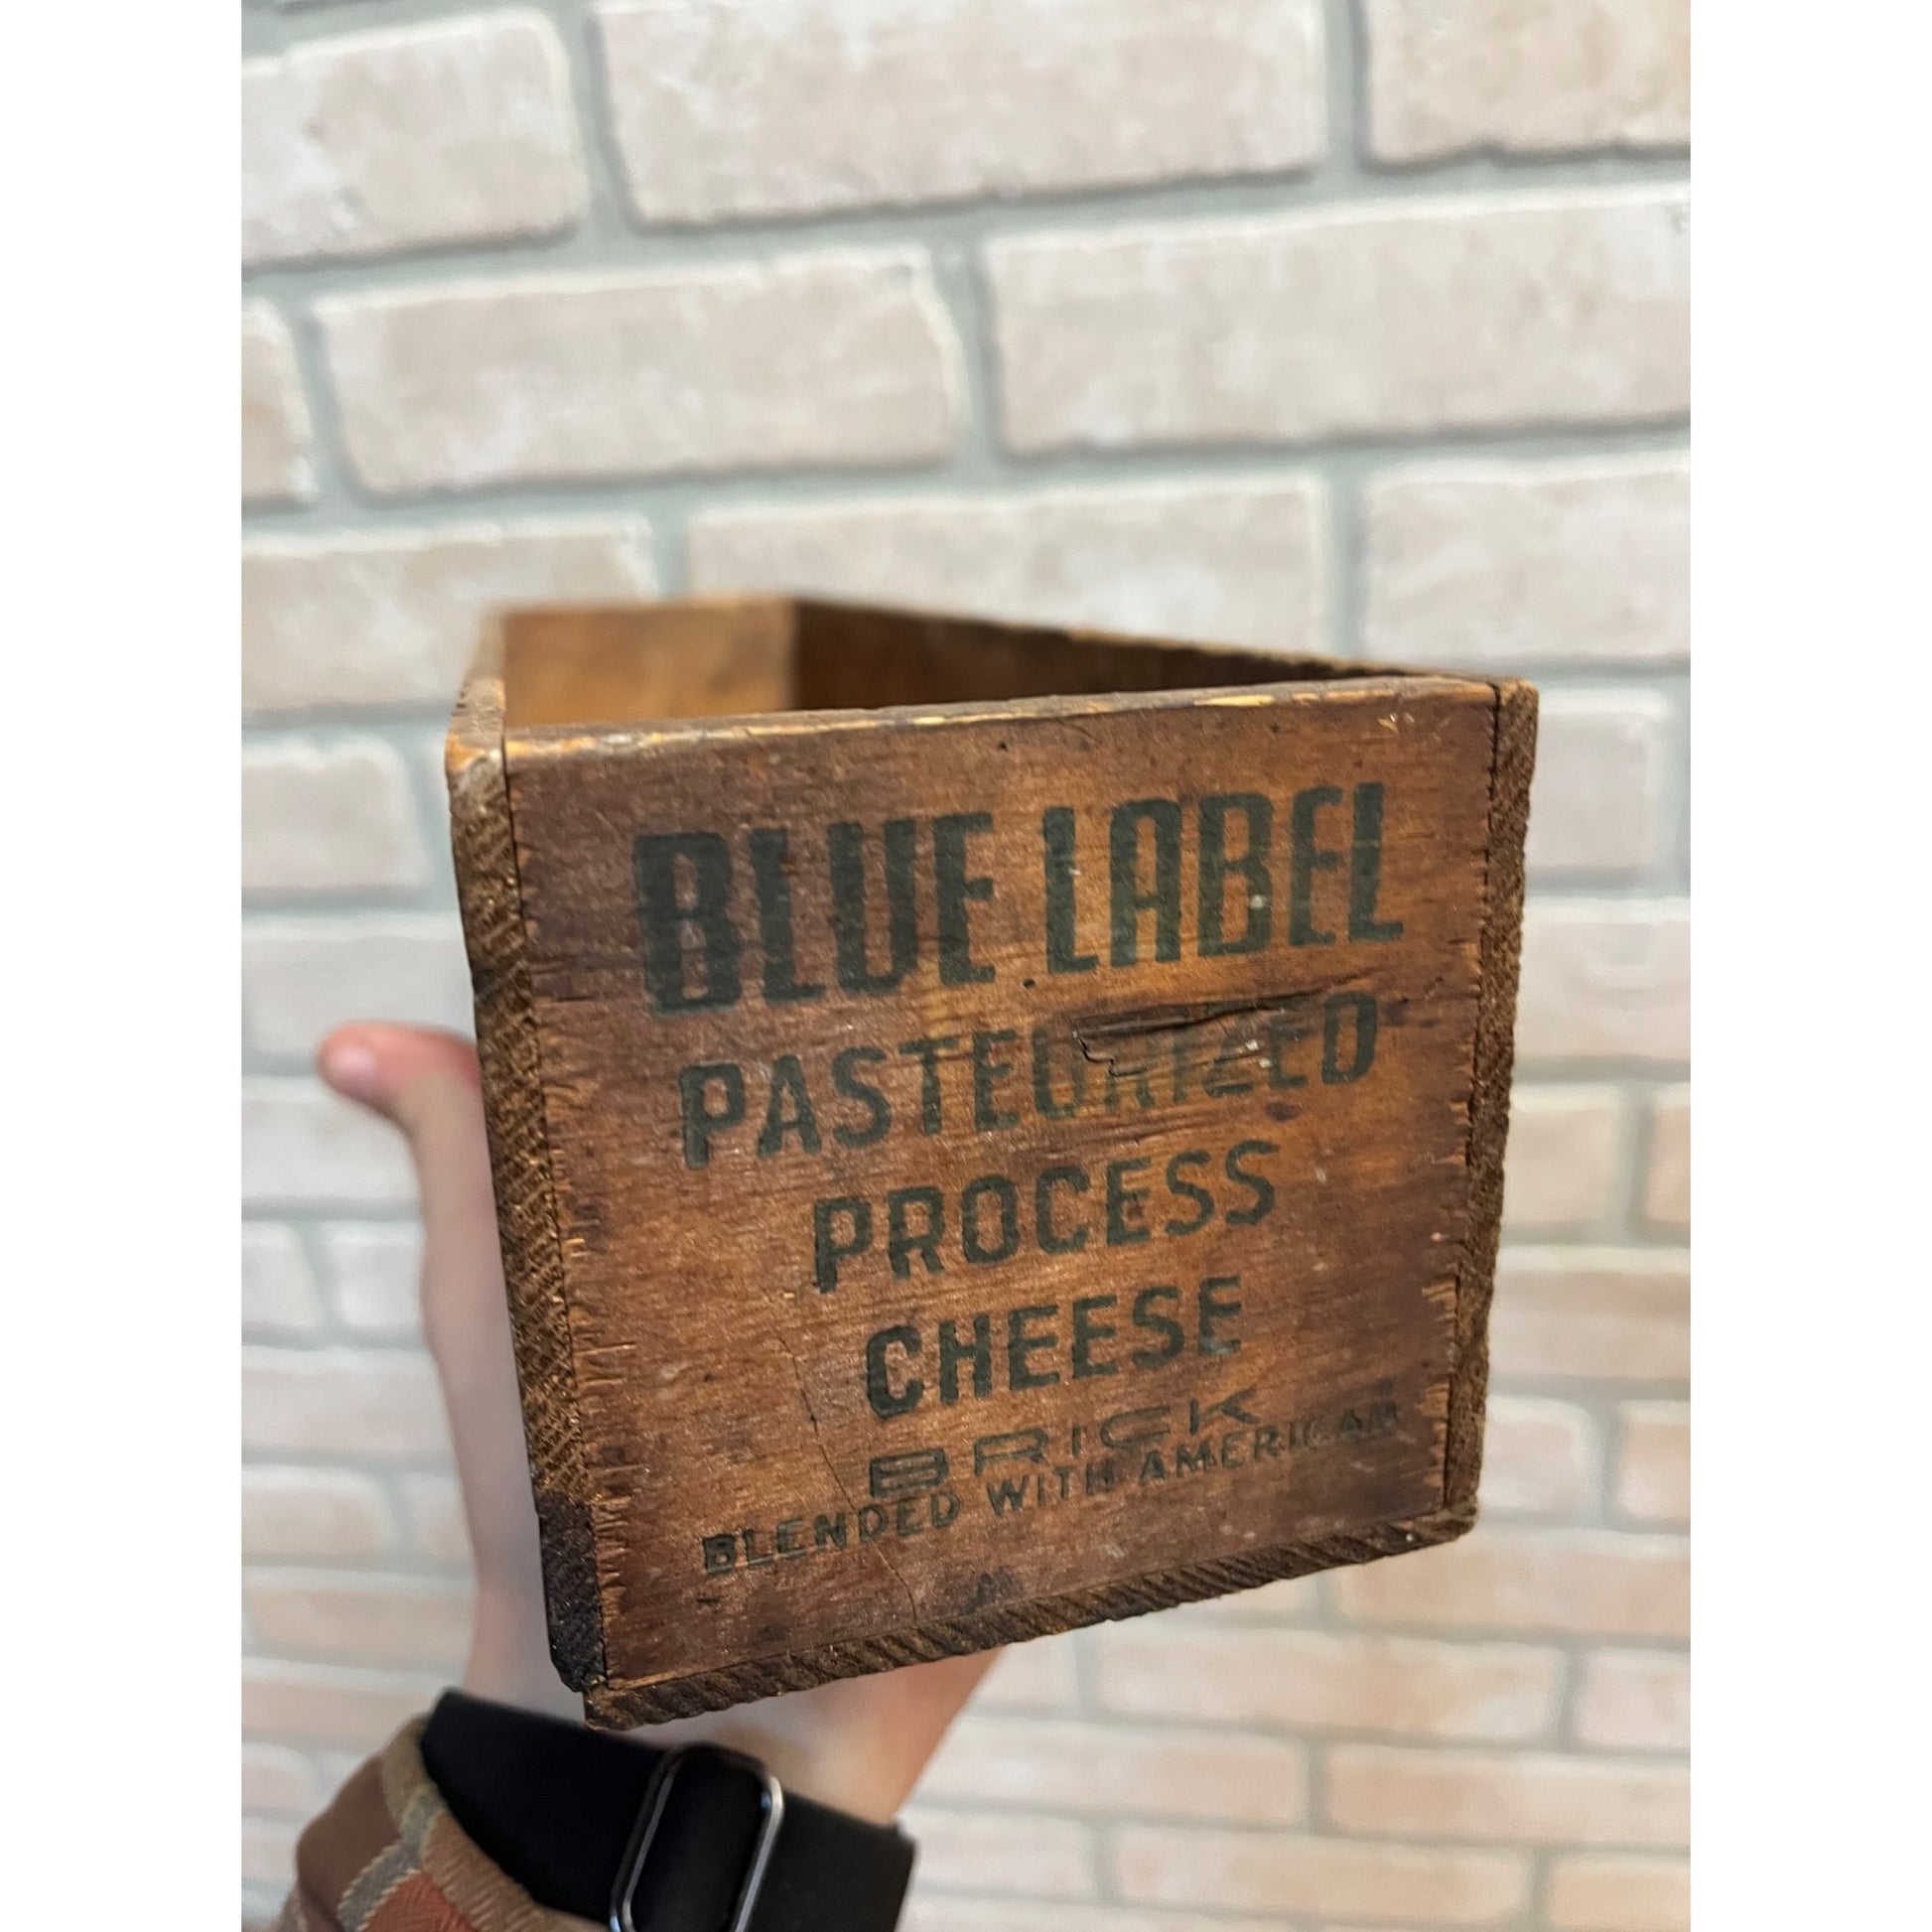 BLUE LABEL
PASTEURIZED
PROCESS
CHEESE
BRICK
BLENDED WITH AMERICAN